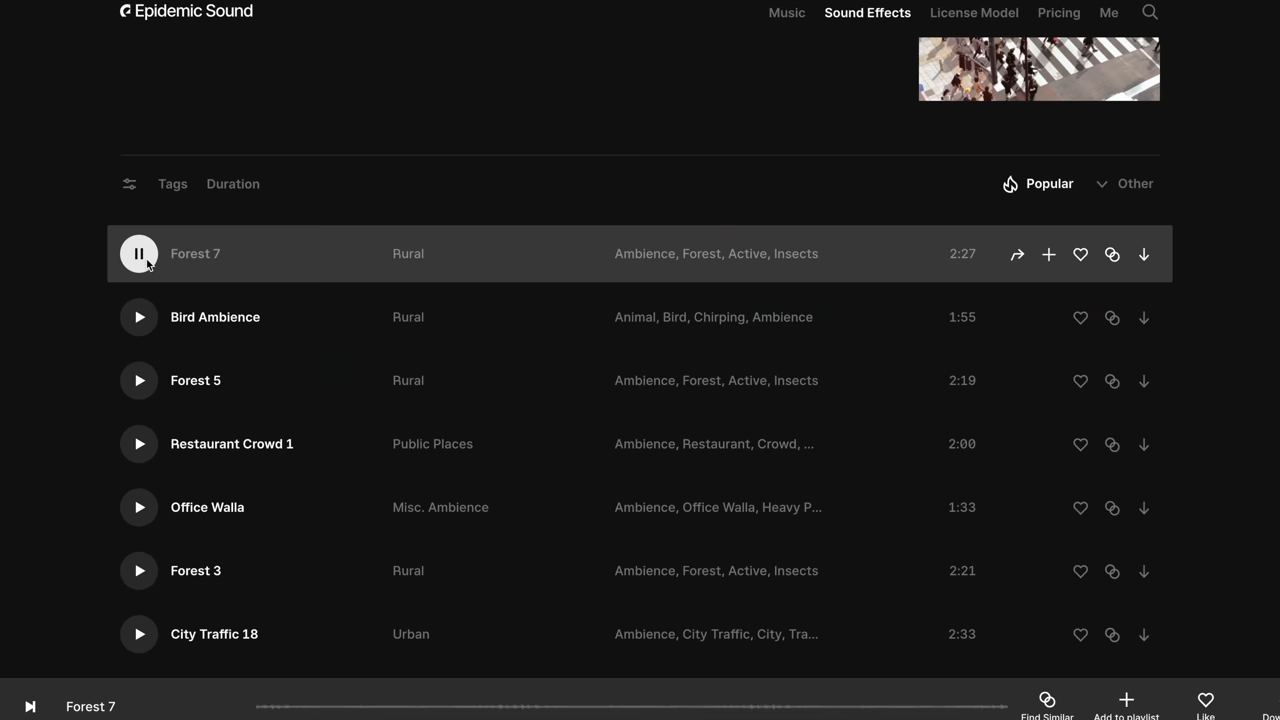 Epidemic Sound
Music Sound Effects License Model Pricing Me
Tags Duration Popular Other
Forest 7 Rural Ambience, Forest, Active, Insects 2:27
Bird Ambience Rural Animal, Bird, Chirping, Ambience 1:55
Forest 5 Rural Ambience, Forest, Active, Insects 2:19
Restaurant Crowd 1 Public Places Ambience, Restaurant, Crowd, ... 2:00
Office Walla Misc. Ambience Ambience, Office Walla, Heavy P... 1:33
Forest 3 Rural Ambience, Forest, Active, Insects 2:21
City Traffic 18 Urban Ambience, City Traffic, City, Tra... 2:33
Forest 7 Find Similar Add to playlist Like